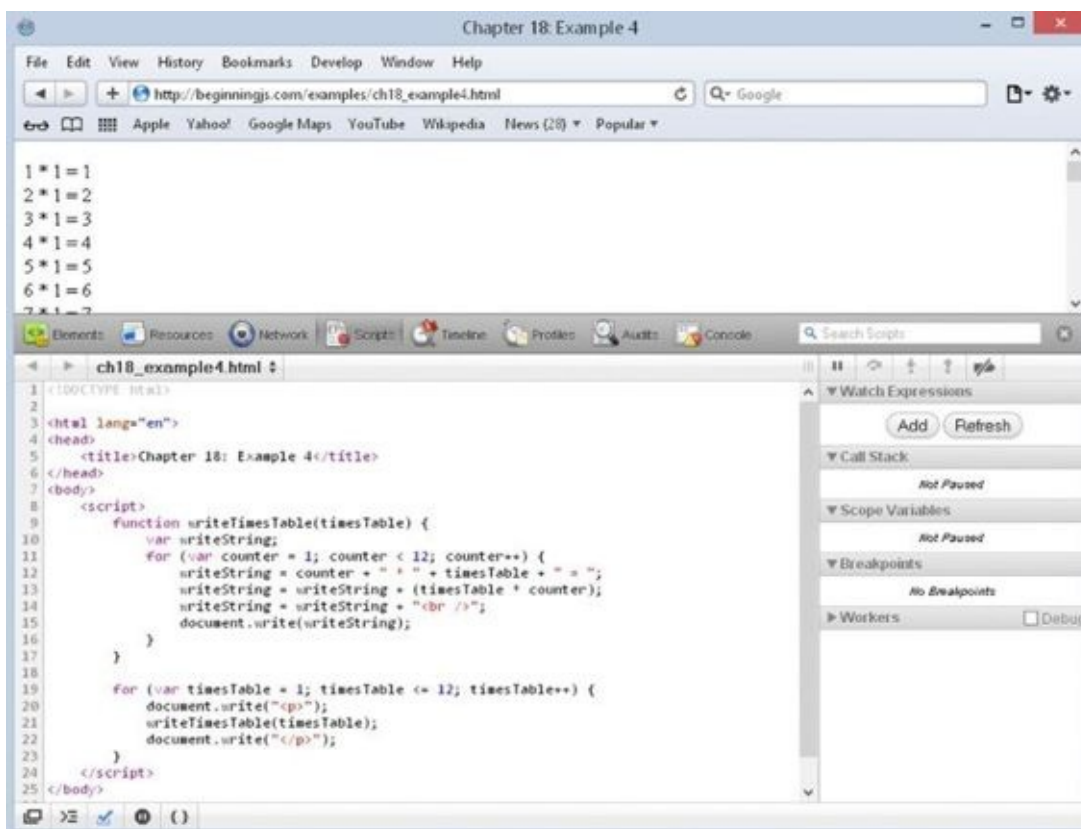 Chapter 18: Example 4
File Edit View History Bookmarks Develop Window Help
http://beginningjs.com/examples/ch18_example4.html
Google
Apple Yahoo! Google Maps YouTube Wikipedia News (28) Popular
1 * 1 = 1
2 * 1 = 2
3 * 1 = 3
4 * 1 = 4
5 * 1 = 5
6 * 1 = 6
7 * 1 = 7
Elements Resources Network Scripts Timeline Profiles Audits Console Search Scripts
ch18_example4.html
Watch Expressions
Add Refresh
Call Stack
Not Paused
Scope Variables
Not Paused
Breakpoints
No Breakpoints
Workers Debug
1 <!DOCTYPE html>
2
3 <html lang="en">
4 <head>
5 <title>Chapter 18: Example 4</title>
6 </head>
7 <body>
8 <script>
9 function writeTimesTable(timesTable) {
10 var writeString;
11 for (var counter = 1; counter < 12; counter++) {
12 writeString = counter + " * " + timesTable + " = ";
13 writeString = writeString + (timesTable * counter);
14 writeString = writeString + "<br />";
15 document.write(writeString);
16 }
17 }
18
19 for (var timesTable = 1; timesTable <= 12; timesTable++) {
20 document.write("<p>");
21 writeTimesTable(timesTable);
22 document.write("</p>");
23 }
24 </script>
25 </body>